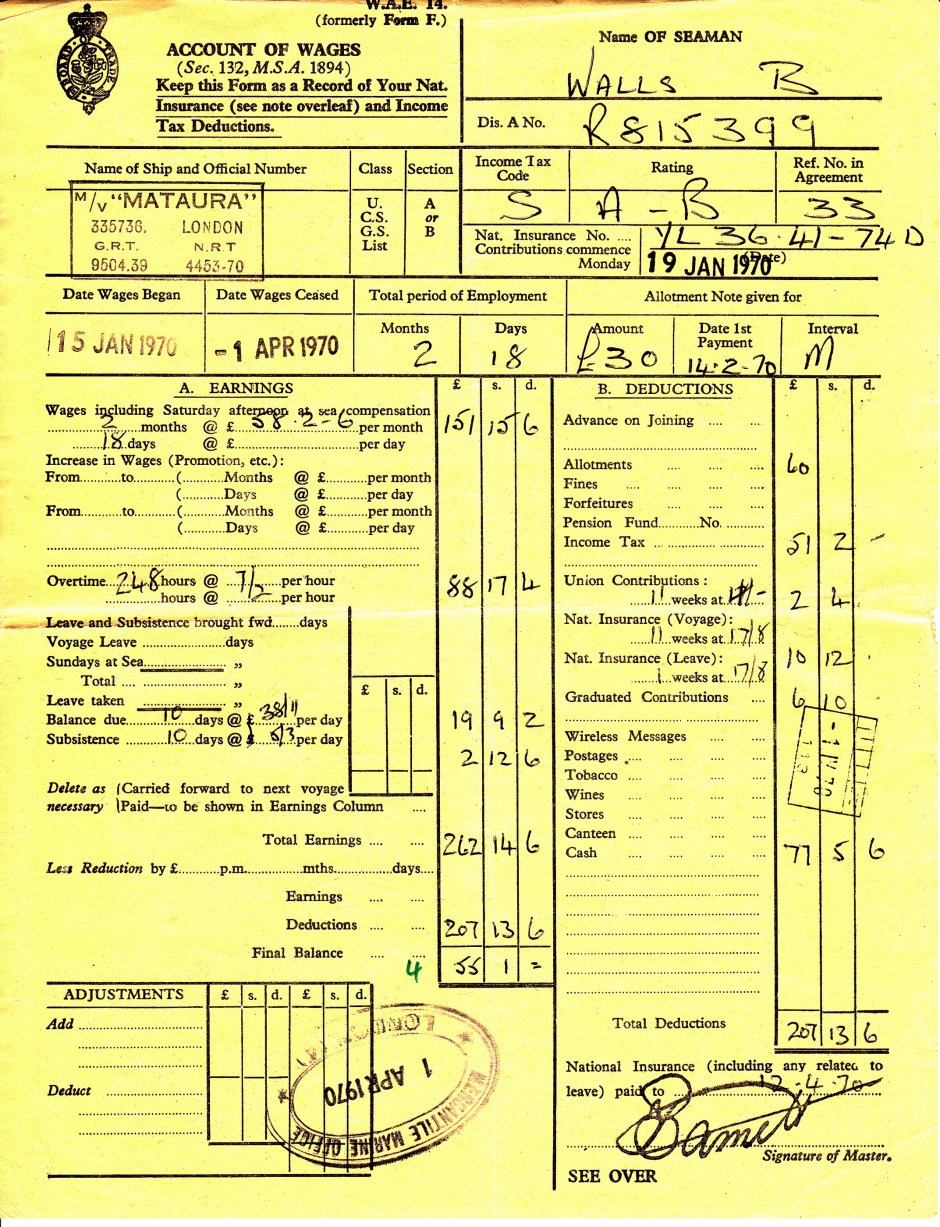 W.A.E. 14.
(formerly Form F.)
BOARD OF TRADE
ACCOUNT OF WAGES
(Sec. 132, M.S.A. 1894)
Keep this Form as a Record of Your Nat.
Insurance (see note overleaf) and Income
Tax Deductions.
Name OF SEAMAN
WALLS B
Dis. A No. R815399
Name of Ship and Official Number
M/V "MATAURA"
335736. LONDON
G.R.T. N.R.T
9504.39 4453-70
Class
U.
C.S.
G.S.
List
Section
A
or
B
Income Tax
Code
S
Rating
A-B
Ref. No. in
Agreement
33
Nat. Insurance No. .... YL 36.41-74 D
Contributions commence
Monday 19 JAN 1970 (Date)
Date Wages Began
15 JAN 1970
Date Wages Ceased
-1 APR 1970
Total period of Employment
Months Days
2 18
Allotment Note given for
Amount
£30
Date 1st
Payment
14.2.70
Interval
M
A. EARNINGS £ s. d.
Wages including Saturday afternoon at sea compensation
2 months @ £ 58.2-6 per month 151 15 6
18 days @ £ per day
Increase in Wages (Promotion, etc.):
From to (Months @ £ per month
(Days @ £ per day
From to (Months @ £ per month
(Days @ £ per day
Overtime 248 hours @ 7/2 per hour 88 17 4
hours @ per hour
Leave and Subsistence brought fwd. days
Voyage Leave days
Sundays at Sea "
Total .... "
Leave taken "
£ s. d.
Balance due 10 days @ £ 38/11 per day 19 9 2
Subsistence 10 days @ £ 5/3 per day 2 12 6
Delete as (Carried forward to next voyage
necessary (Paid—to be shown in Earnings Column ....
Total Earnings .... .... 262 14 6
Less Reduction by £ p.m. mths. days
Earnings .... ....
Deductions .... .... 207 13 6
Final Balance .... .... 4 55 1 =
ADJUSTMENTS £ s. d. £ s. d.
Add
Deduct
MERCANTILE MARINE OFFICE
1 APR 1970
LONDON
B. DEDUCTIONS £ s. d.
Advance on Joining .... ...
Allotments .... .... .... 60
Fines .... .... .... ....
Forfeitures .... .... ....
Pension Fund No.
Income Tax 51 2 -
Union Contributions :
11 weeks at 4/- 2 4
Nat. Insurance (Voyage):
11 weeks at 17/8
Nat. Insurance (Leave):
1 weeks at 17/8 10 12
Graduated Contributions .... 6 10
Wireless Messages .... ....
Postages .... .... ....
Tobacco .... .... .... ....
Wines .... .... .... ....
Stores .... .... .... ....
Canteen .... .... .... ....
Cash .... .... .... .... 77 5 6
Total Deductions 207 13 6
National Insurance (including any related to
leave) paid to 12.4.70
Signature of Master.
SEE OVER